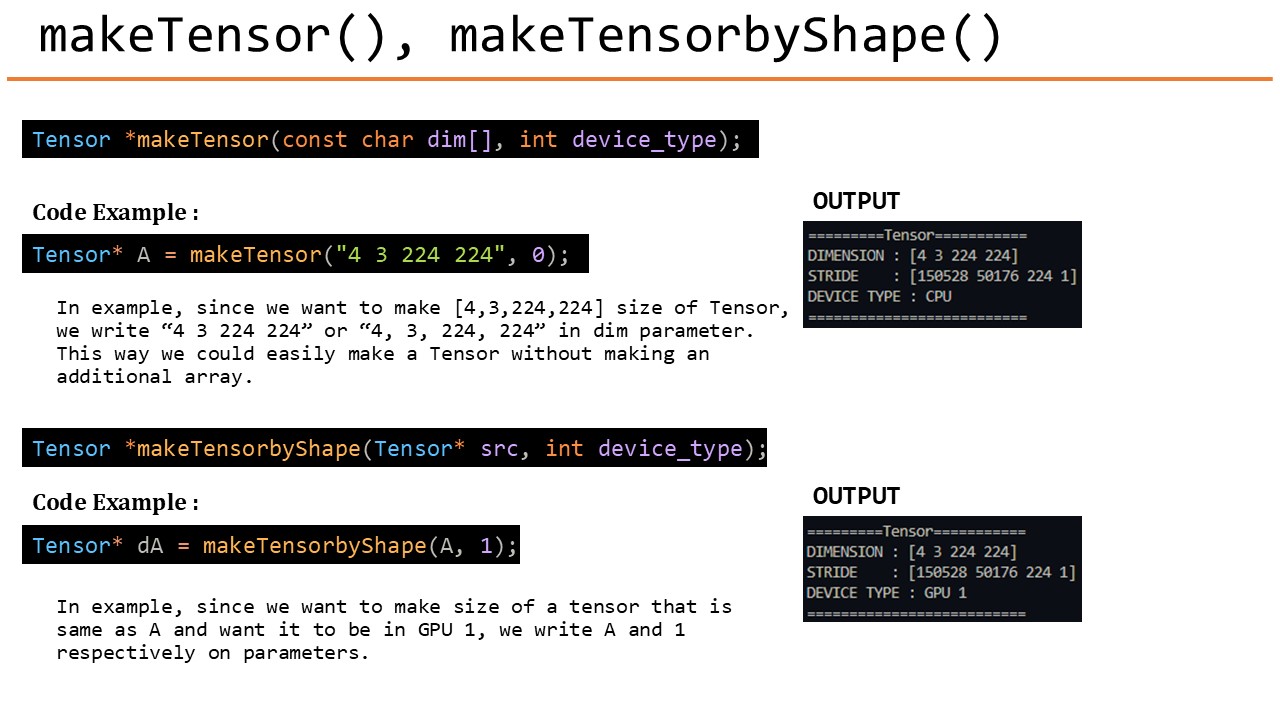 makeTensor(), makeTensorbyShape()
Tensor *makeTensor(const char dim[], int device_type);
Code Example :
Tensor* A = makeTensor("4 3 224 224", 0);
In example, since we want to make [4,3,224,224] size of Tensor,
we write “4 3 224 224” or “4, 3, 224, 224” in dim parameter.
This way we could easily make a Tensor without making an
additional array.
OUTPUT
=========Tensor===========
DIMENSION : [4 3 224 224]
STRIDE    : [150528 50176 224 1]
DEVICE TYPE : CPU
==========================
Tensor *makeTensorbyShape(Tensor* src, int device_type);
Code Example :
Tensor* dA = makeTensorbyShape(A, 1);
In example, since we want to make size of a tensor that is
same as A and want it to be in GPU 1, we write A and 1
respectively on parameters.
OUTPUT
=========Tensor===========
DIMENSION : [4 3 224 224]
STRIDE    : [150528 50176 224 1]
DEVICE TYPE : GPU 1
==========================